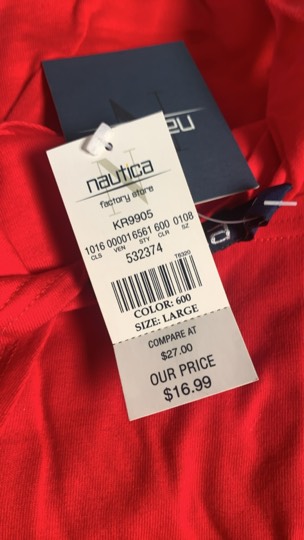 nautica
factory store
KR9905
1016 000016561 600 0108
CLS VEN STY CLR SZ
532374
T6320
COLOR: 600
SIZE: LARGE
COMPARE AT
$27.00
OUR PRICE
$16.99